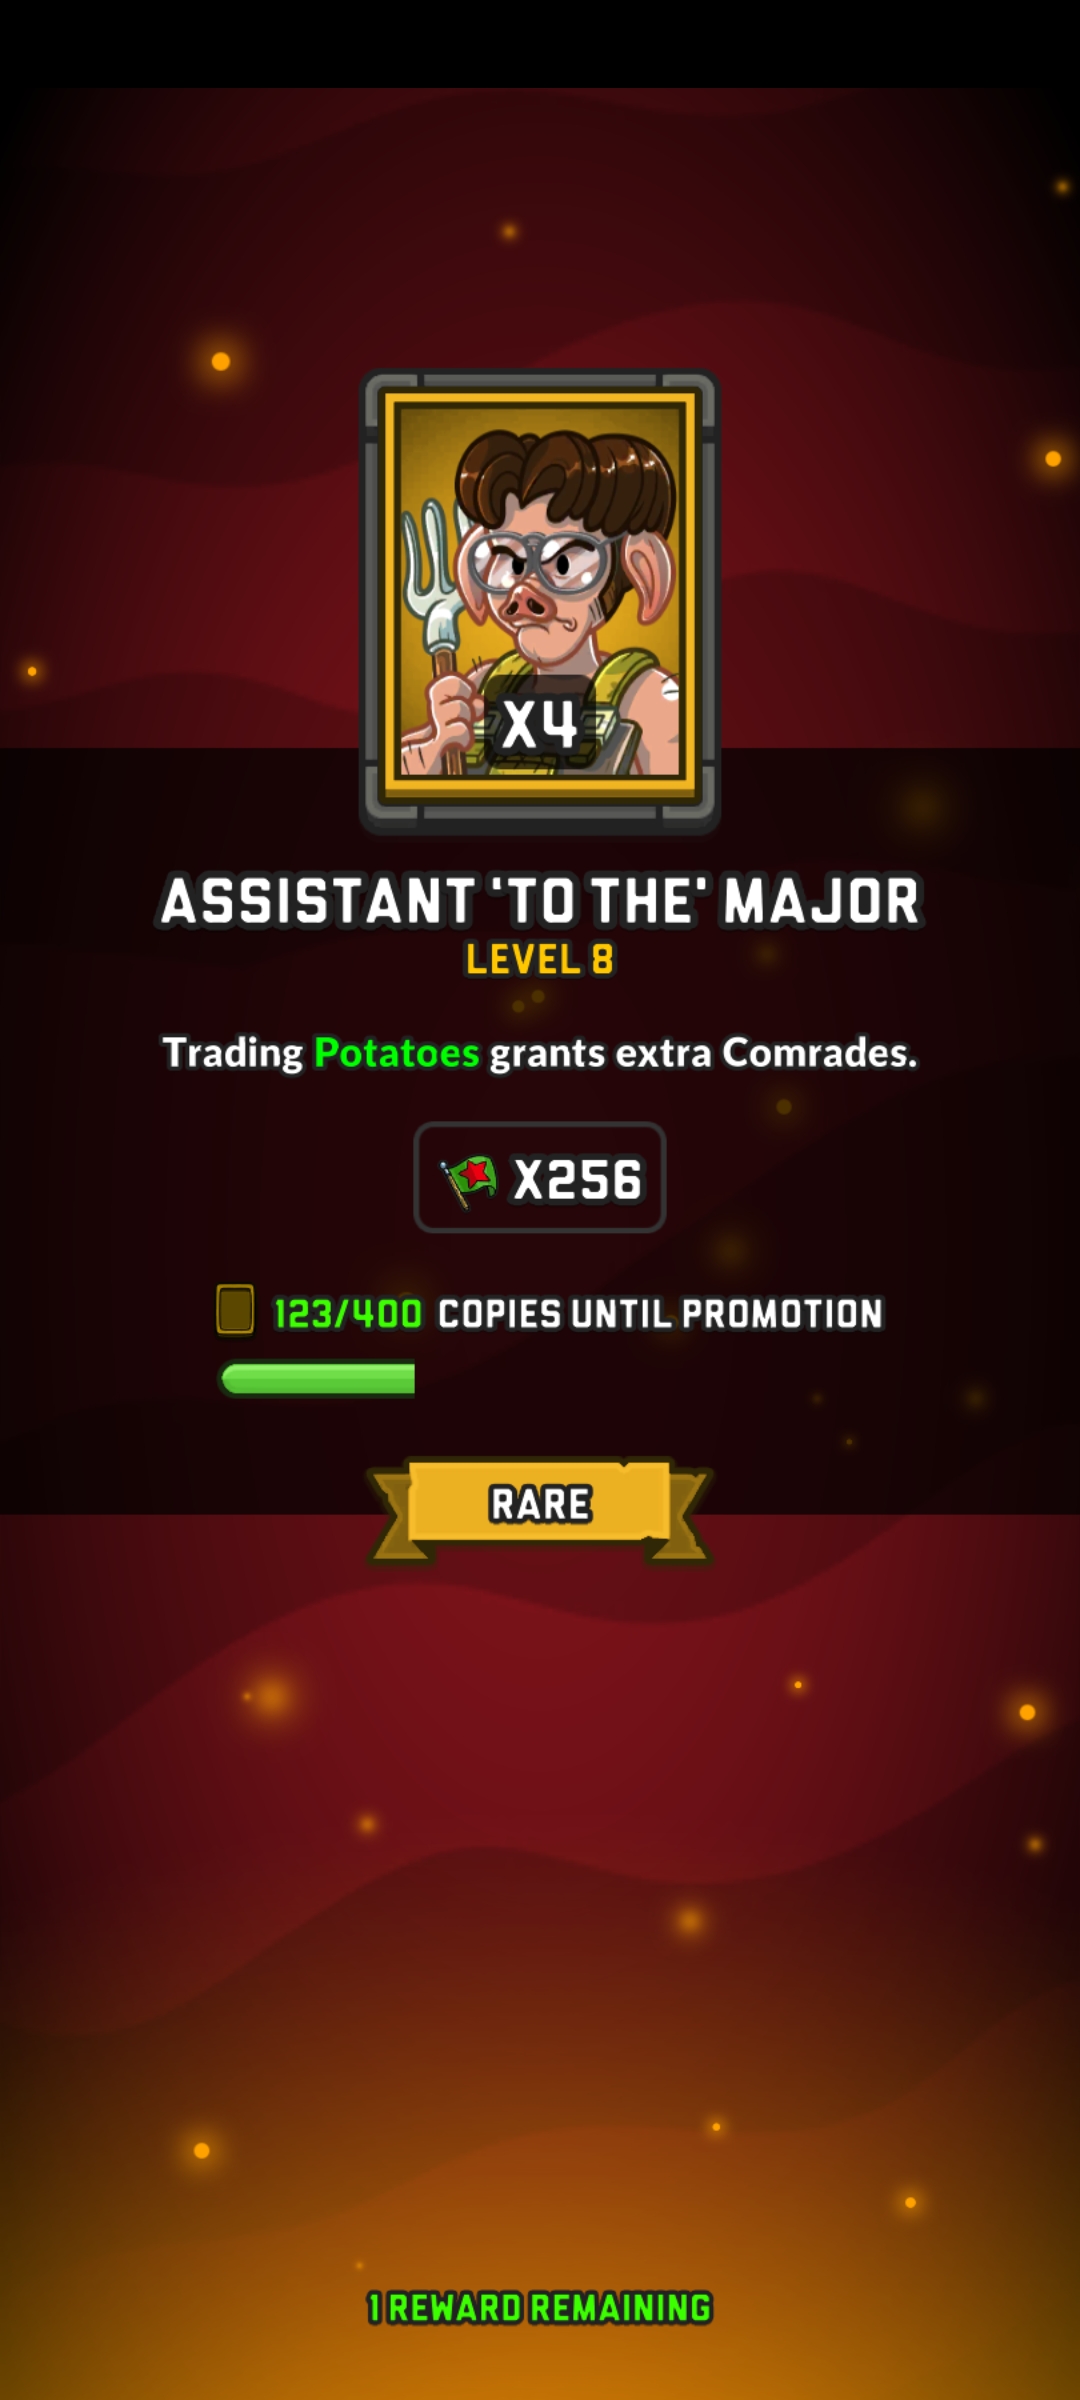 X4
ASSISTANT 'TO THE' MAJOR
LEVEL 8
Trading Potatoes grants extra Comrades.
X256
123/400 COPIES UNTIL PROMOTION
RARE
1 REWARD REMAINING